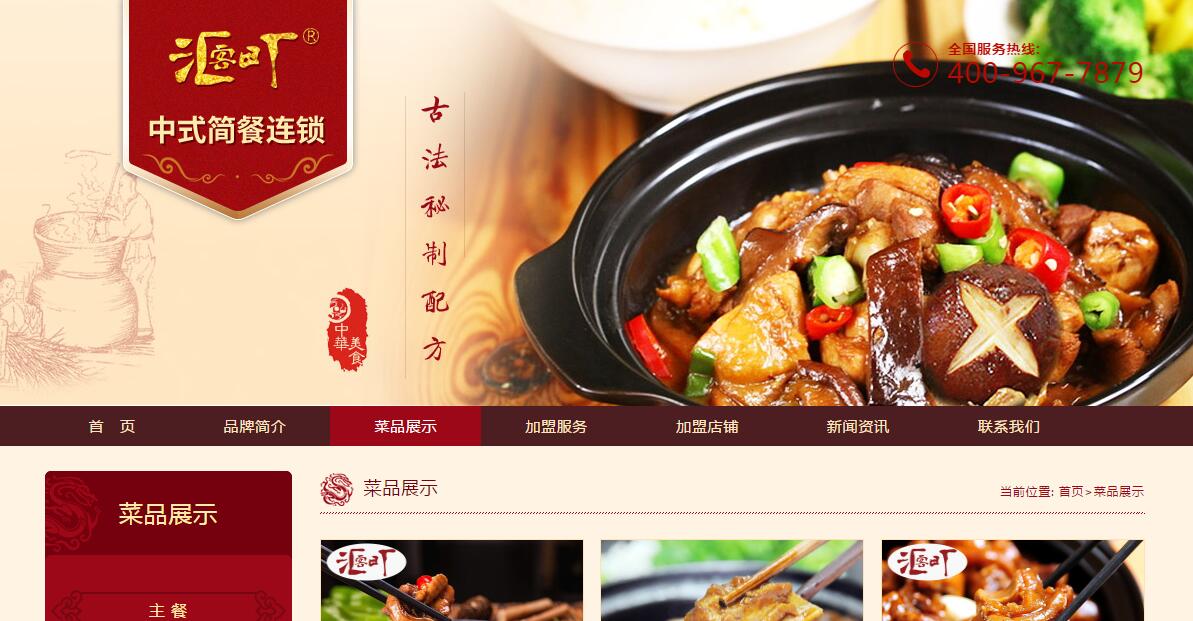 汇客町®
中式简餐连锁
全国服务热线:
400-967-7879
古法秘制配方
中華美食
首 页
品牌简介
菜品展示
加盟服务
加盟店铺
新闻资讯
联系我们
菜品展示
主 餐
菜品展示
当前位置: 首页>菜品展示
汇客町
汇客町